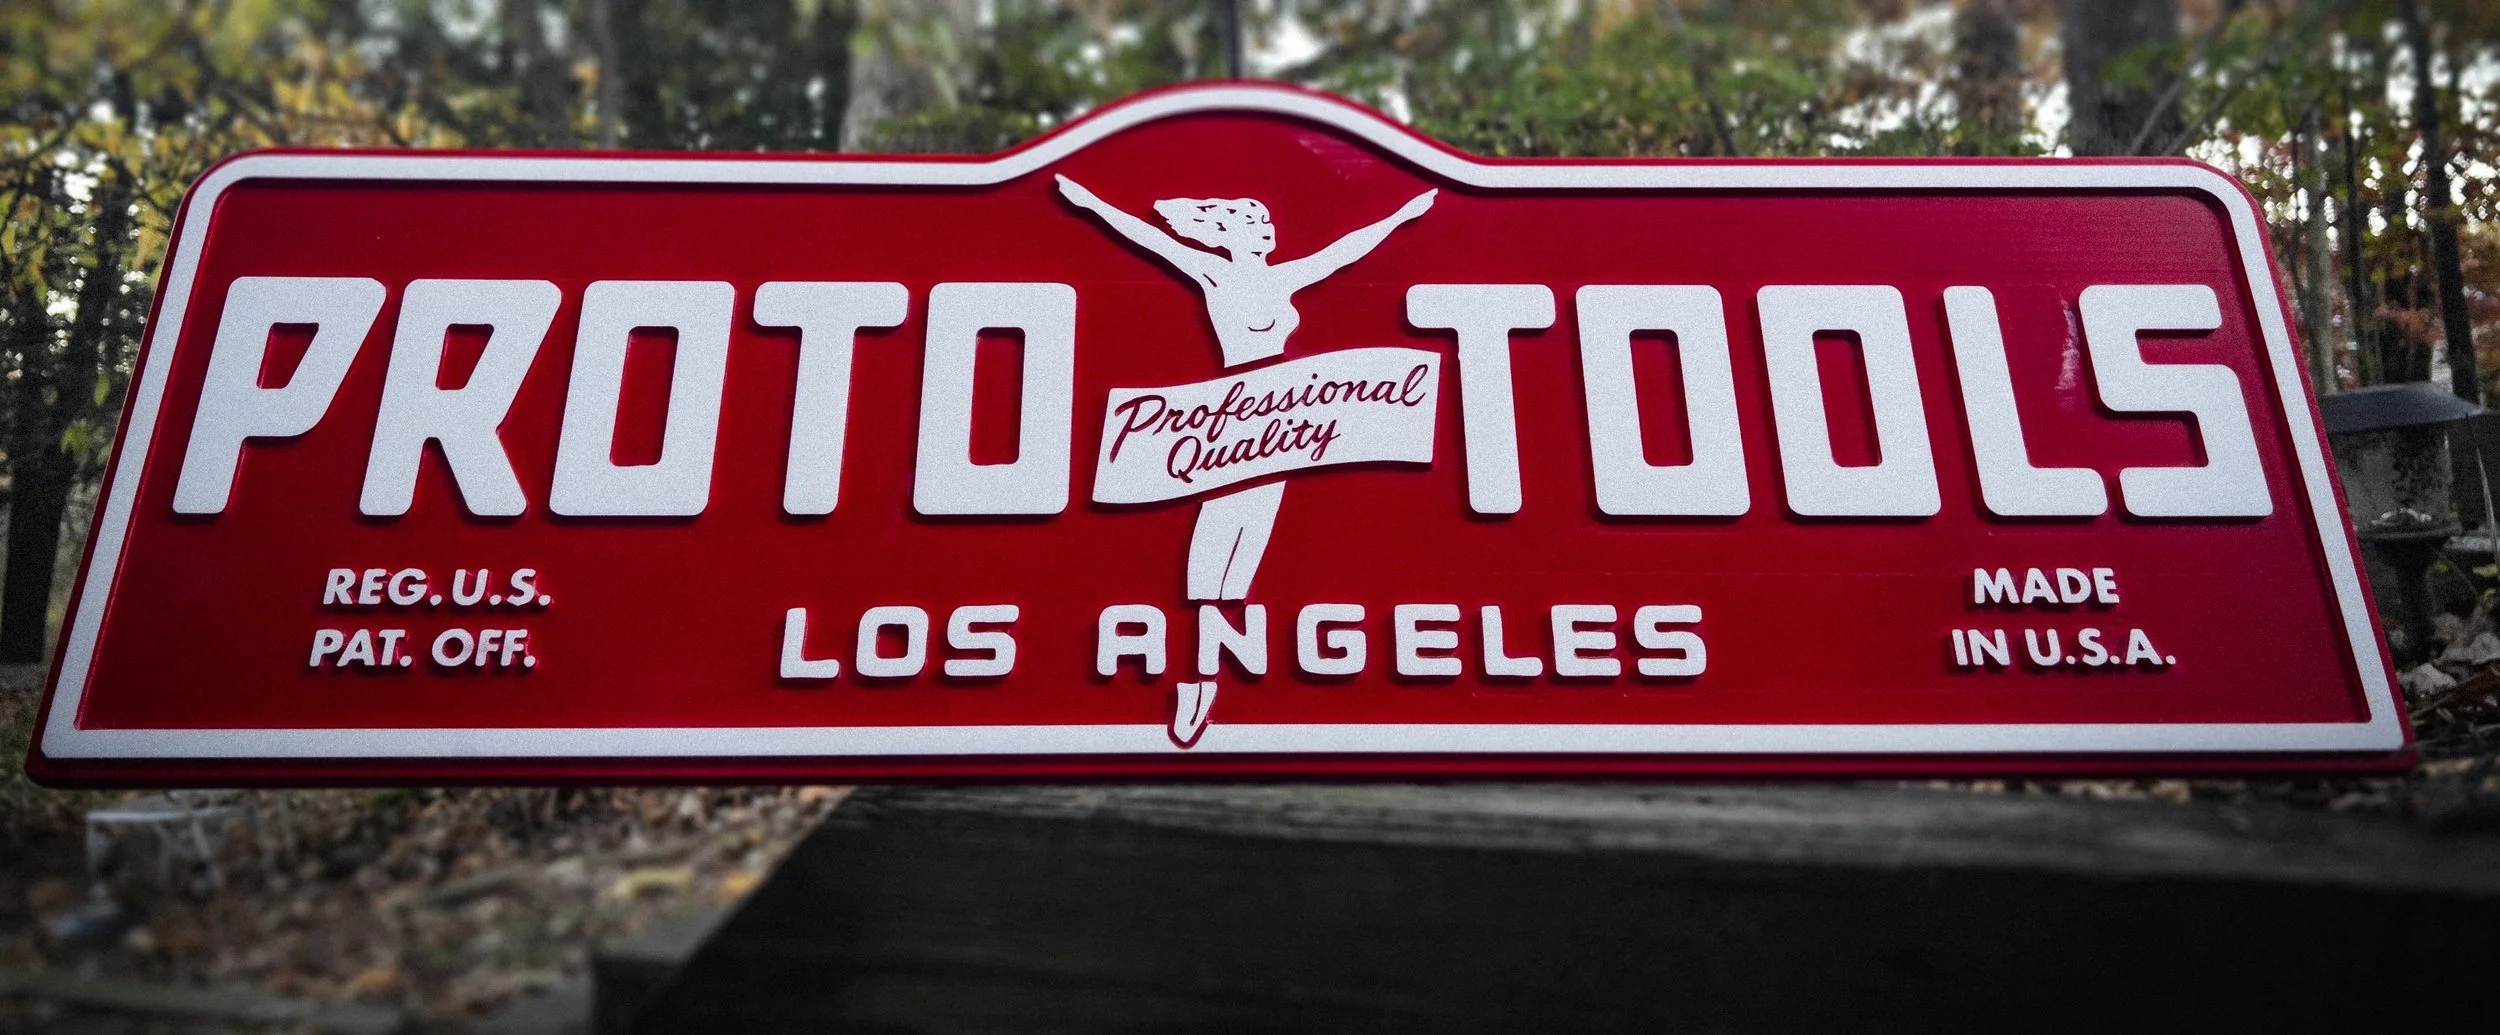 PROTO TOOLS
Professional
Quality
REG. U.S.
PAT. OFF.
LOS ANGELES
MADE
IN U.S.A.